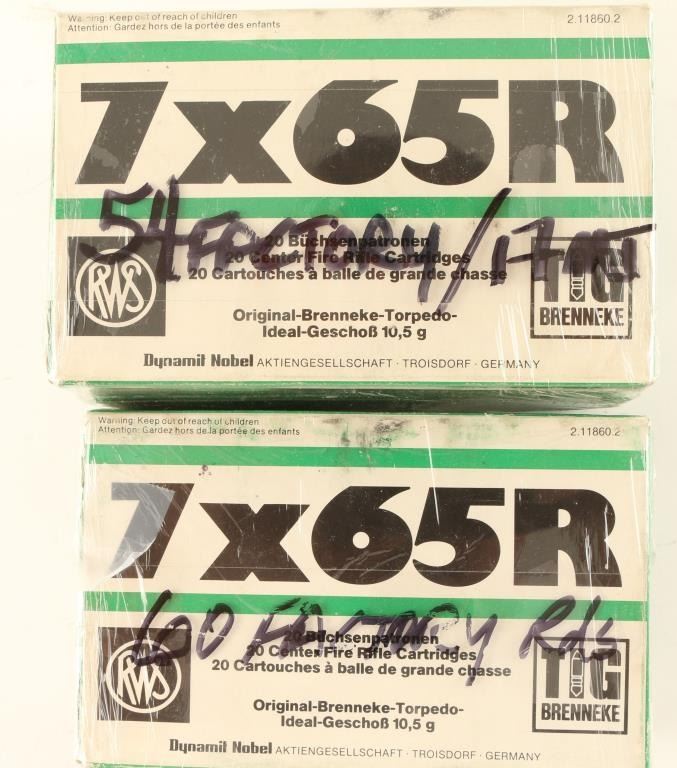 Warning: Keep out of reach of children 2.11860.2
Attention: Gardez hors de la portée des enfants
7x65R
54 FACTORY/17
20 Büchsenpatronen
20 Center Fire Rifle Cartridges
20 Cartouches à balle de grande chasse
RWS
TIG
BRENNEKE
Original-Brenneke-Torpedo-
Ideal-Geschoß 10,5 g
Dynamit Nobel AKTIENGESELLSCHAFT · TROISDORF · GERMANY
Warning: Keep out of reach of children
Attention: Gardez hors de la portée des enfants 2.11860.2
7x65R
60 FACTORY Rds
20 Büchsenpatronen
20 Center Fire Rifle Cartridges
20 Cartouches à balle de grande chasse
RWS
TIG
BRENNEKE
Original-Brenneke-Torpedo-
Ideal-Geschoß 10,5 g
Dynamit Nobel AKTIENGESELLSCHAFT · TROISDORF · GERMANY